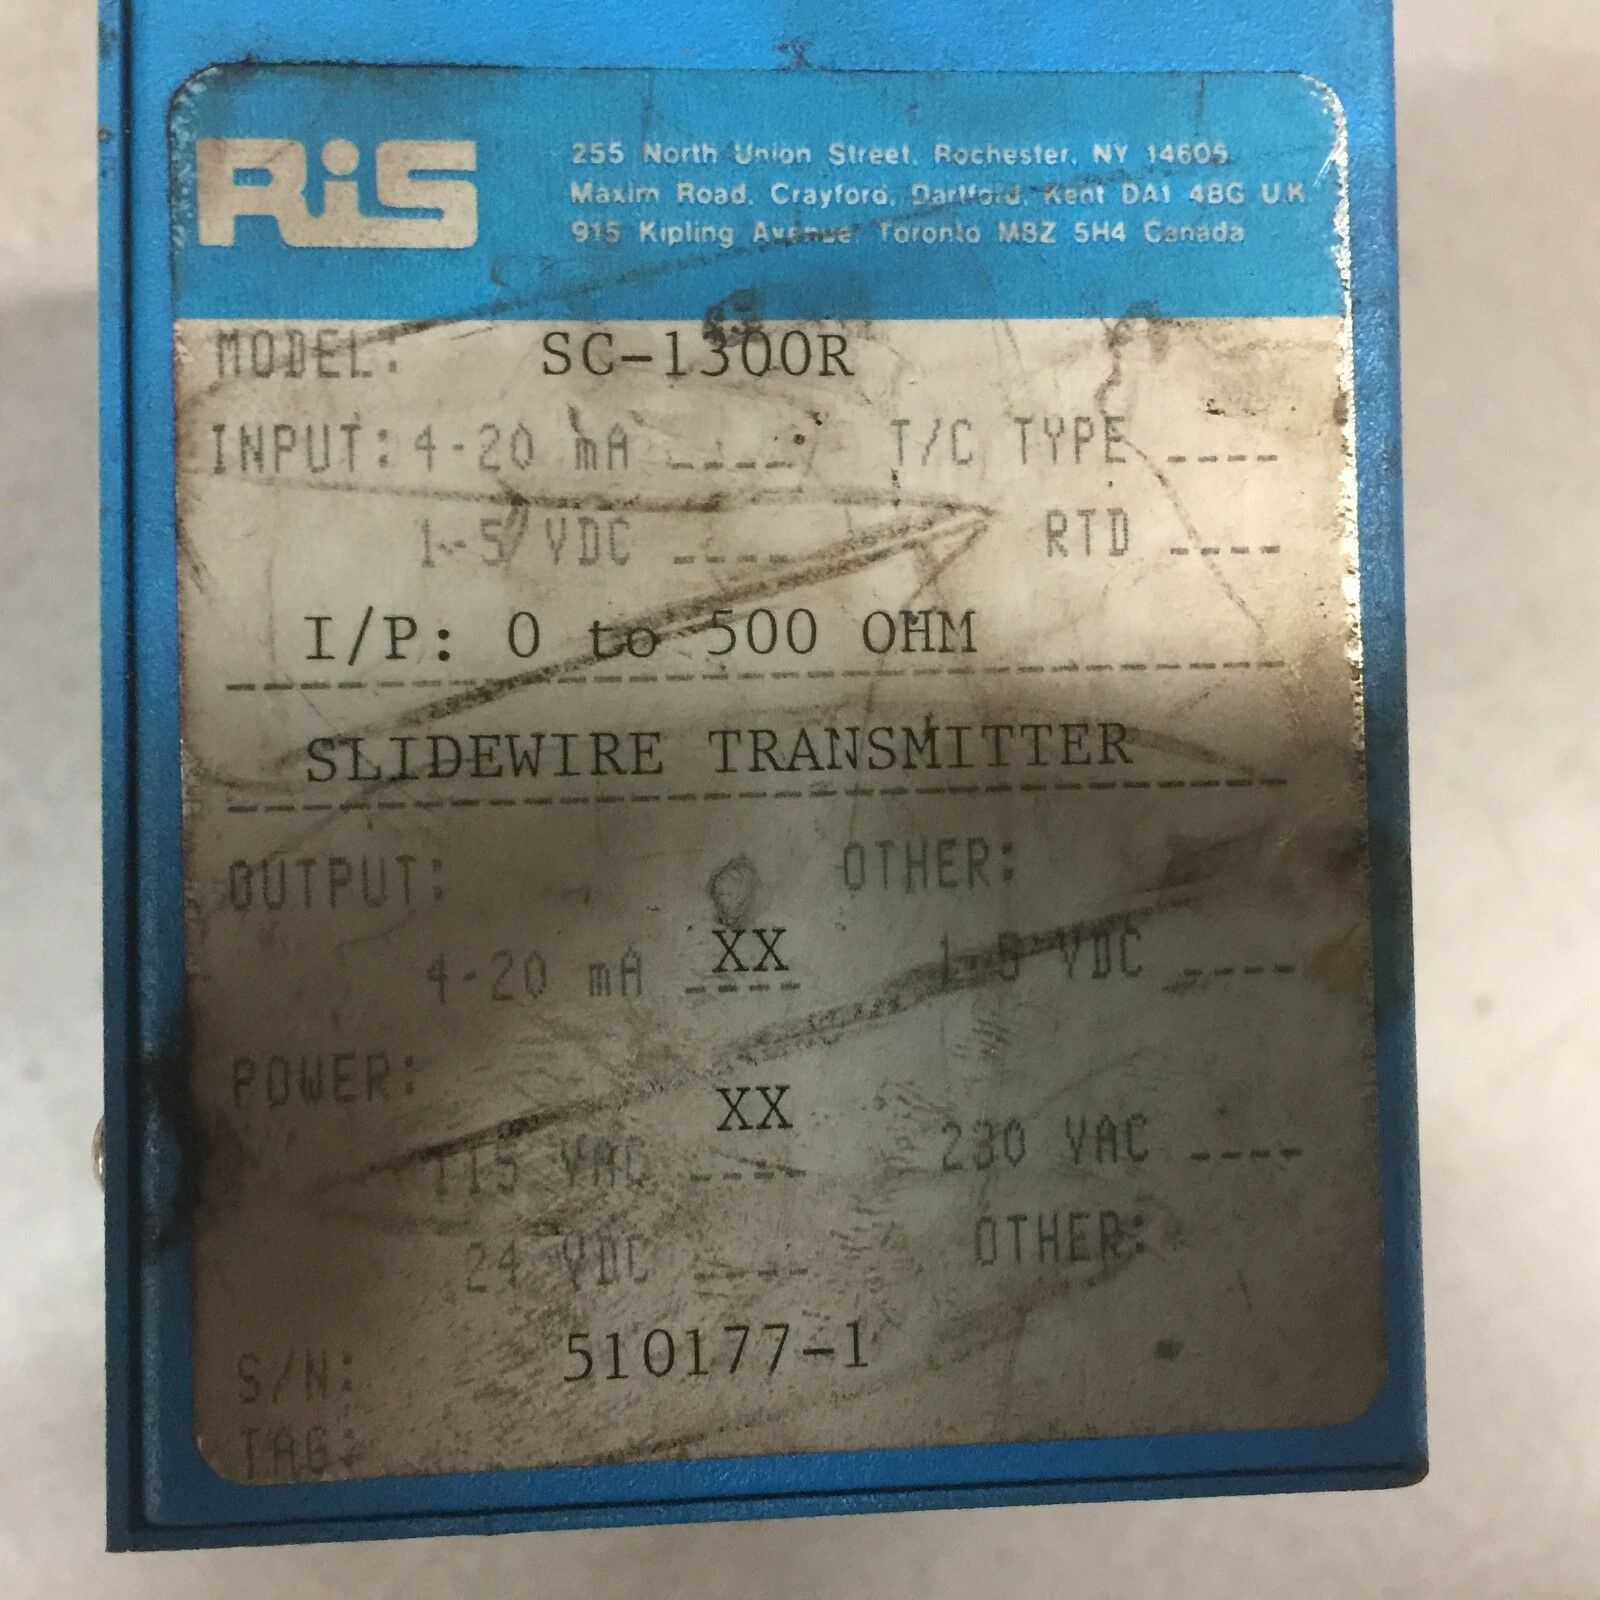 RiS
255 North Union Street, Rochester, NY 14605
Maxim Road, Crayford, Dartford, Kent DA1 4BG U.K
915 Kipling Avenue, Toronto M8Z 5H4 Canada
MODEL: SC-1300R
INPUT: 4-20 mA ---- T/C TYPE ----
1-5 VDC ---- RTD ----
I/P: 0 to 500 OHM
SLIDEWIRE TRANSMITTER
OUTPUT: OTHER:
4-20 mA XX 1-5 VDC ----
POWER:
115 VAC XX 230 VAC ----
24 VDC ---- OTHER:
S/N: 510177-1
TAG: